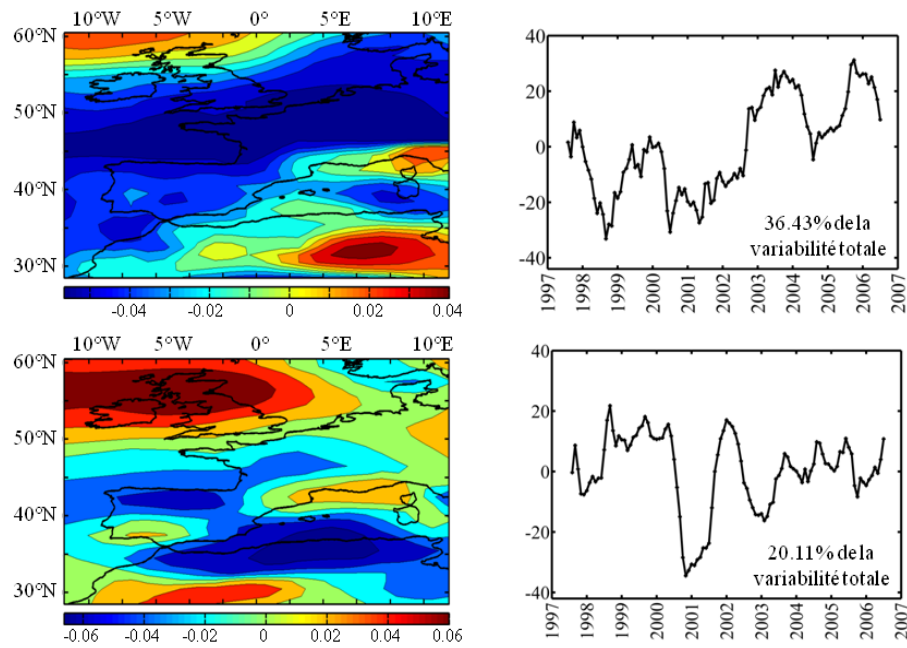 10°W 5°W 0° 5°E 10°E
60°N
50°N
40°N
30°N
-0.04 -0.02 0 0.02 0.04
40
20
0
-20
-40
36.43% de la
variabilité totale
1997 1998 1999 2000 2001 2002 2003 2004 2005 2006 2007
10°W 5°W 0° 5°E 10°E
60°N
50°N
40°N
30°N
-0.06 -0.04 -0.02 0 0.02 0.04 0.06
40
20
0
-20
-40
20.11% de la
variabilité totale
1997 1998 1999 2000 2001 2002 2003 2004 2005 2006 2007